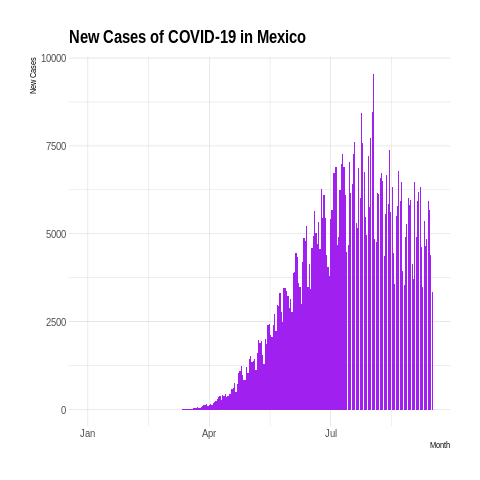 New Cases of COVID-19 in Mexico
New Cases
10000
7500
5000
2500
0
Jan Apr Jul
Month